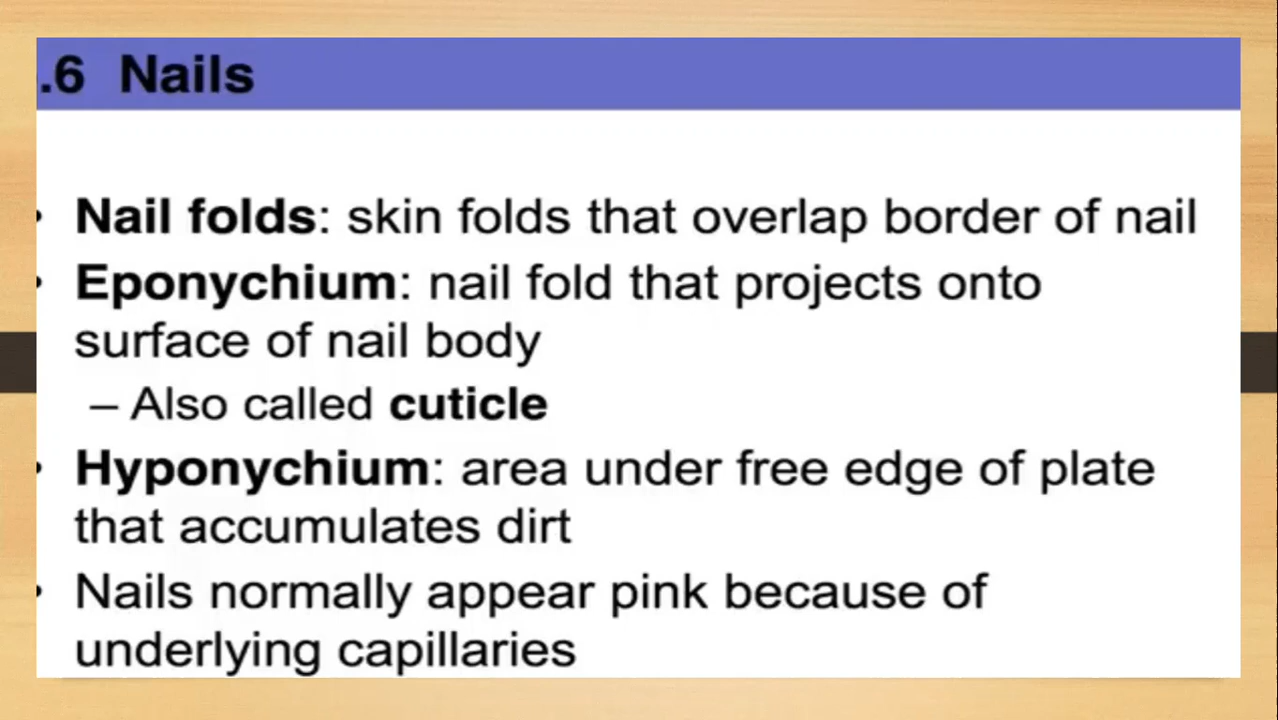 .6 Nails
• Nail folds: skin folds that overlap border of nail
• Eponychium: nail fold that projects onto
surface of nail body
– Also called cuticle
• Hyponychium: area under free edge of plate
that accumulates dirt
• Nails normally appear pink because of
underlying capillaries